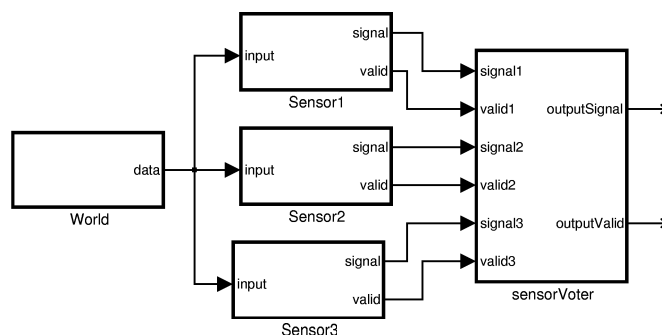 data
World
input
signal
valid
Sensor1
input
signal
valid
Sensor2
input
signal
valid
Sensor3
signal1
valid1
signal2
valid2
signal3
valid3
outputSignal
outputValid
sensorVoter